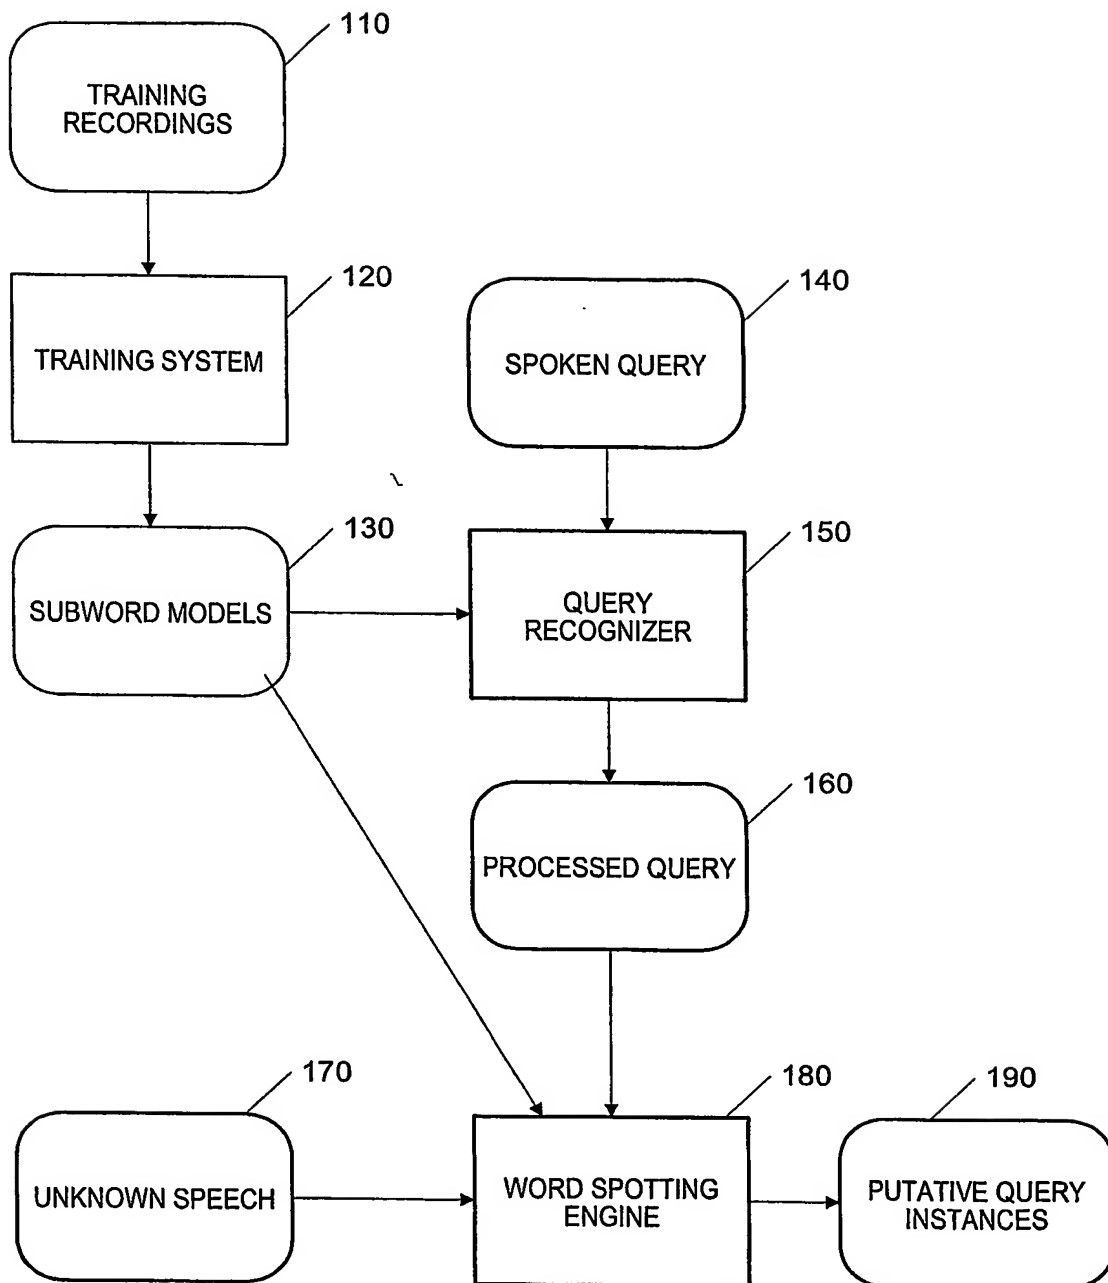 110
TRAINING
RECORDINGS
120
TRAINING SYSTEM
140
SPOKEN QUERY
130
SUBWORD MODELS
150
QUERY
RECOGNIZER
160
PROCESSED QUERY
170
UNKNOWN SPEECH
180
WORD SPOTTING
ENGINE
190
PUTATIVE QUERY
INSTANCES